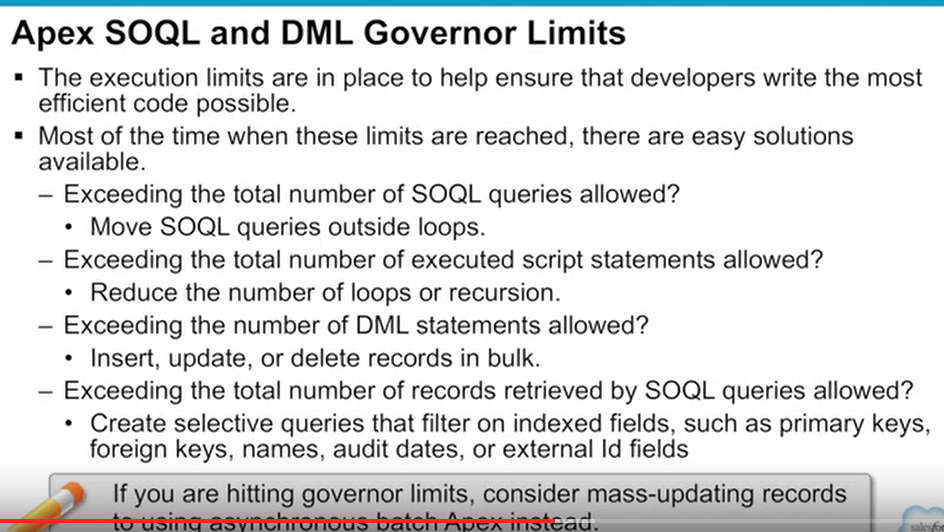 Apex SOQL and DML Governor Limits
▪ The execution limits are in place to help ensure that developers write the most
efficient code possible.
▪ Most of the time when these limits are reached, there are easy solutions
available.
– Exceeding the total number of SOQL queries allowed?
• Move SOQL queries outside loops.
– Exceeding the total number of executed script statements allowed?
• Reduce the number of loops or recursion.
– Exceeding the number of DML statements allowed?
• Insert, update, or delete records in bulk.
– Exceeding the total number of records retrieved by SOQL queries allowed?
• Create selective queries that filter on indexed fields, such as primary keys,
foreign keys, names, audit dates, or external Id fields
If you are hitting governor limits, consider mass-updating records
to using asynchronous batch Apex instead.